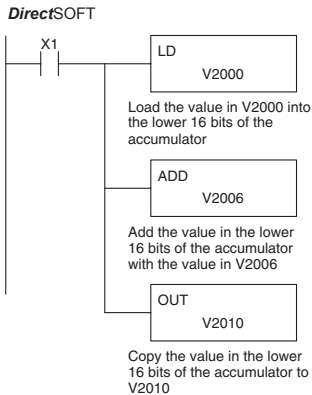 DirectSOFT
X1
LD
V2000
Load the value in V2000 into
the lower 16 bits of the
accumulator
ADD
V2006
Add the value in the lower
16 bits of the accumulator
with the value in V2006
OUT
V2010
Copy the value in the lower
16 bits of the accumulator to
V2010